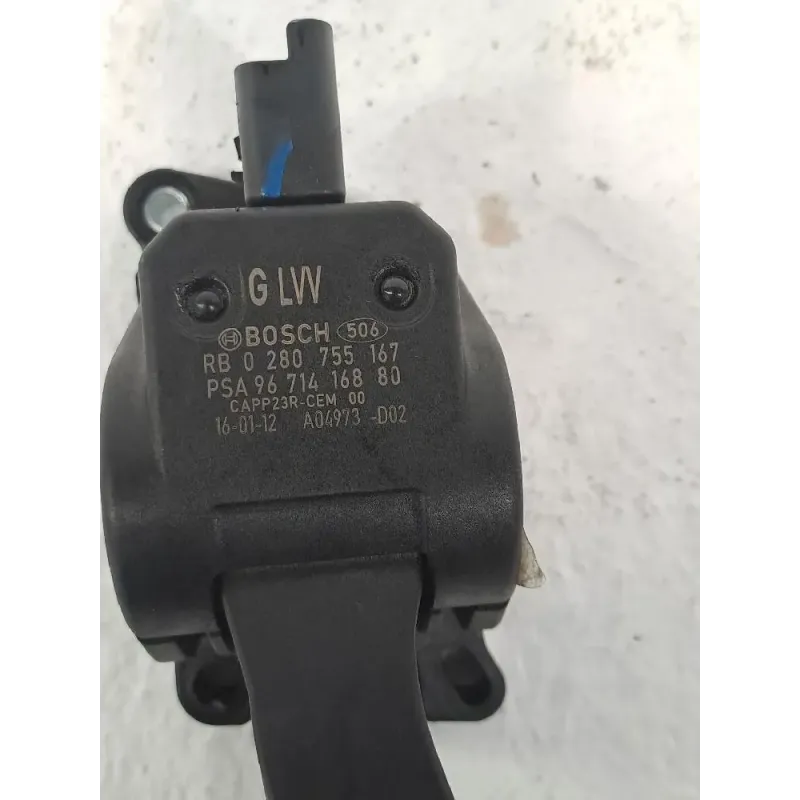 G LW
BOSCH 506
RB 0 280 755 167
PSA 96 714 168 80
CAPP23R-CEM 00
16-01-12 A04973 -D02